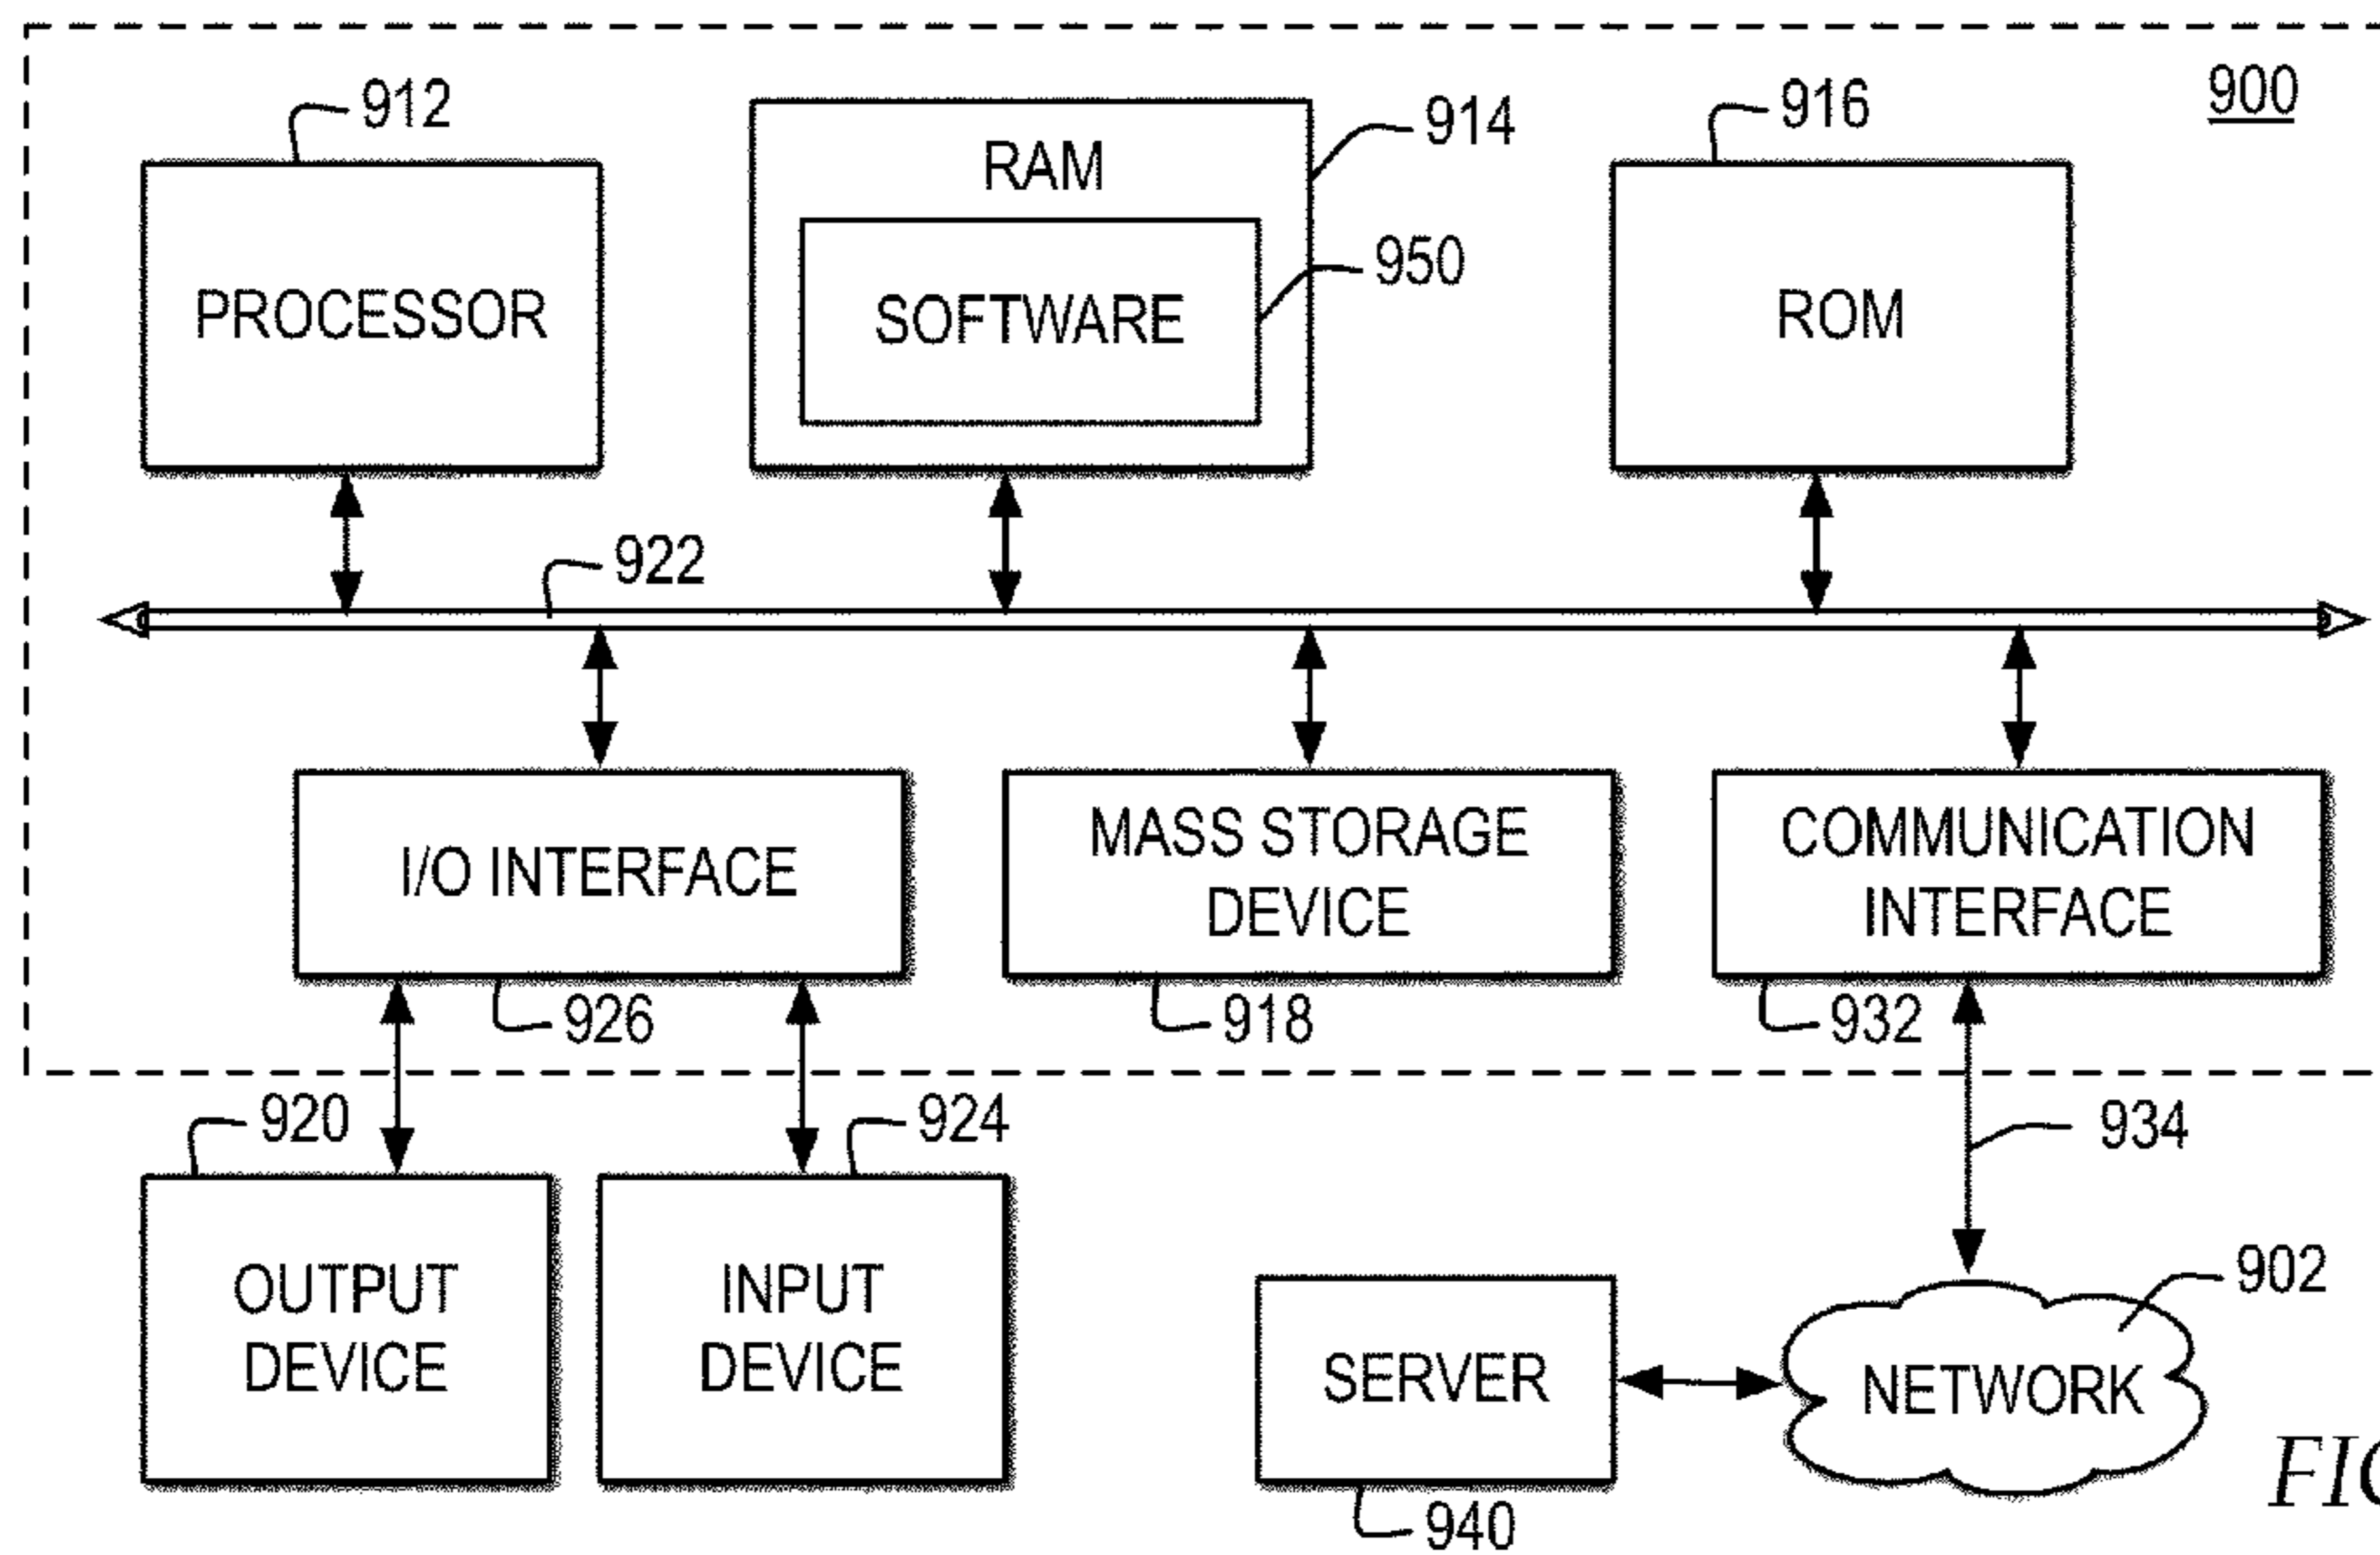 900
912
914
916
RAM
PROCESSOR
950
SOFTWARE
ROM
922
I/O INTERFACE
MASS STORAGE
DEVICE
COMMUNICATION
INTERFACE
926
918
932
920
924
934
OUTPUT
DEVICE
INPUT
DEVICE
902
SERVER
NETWORK
940